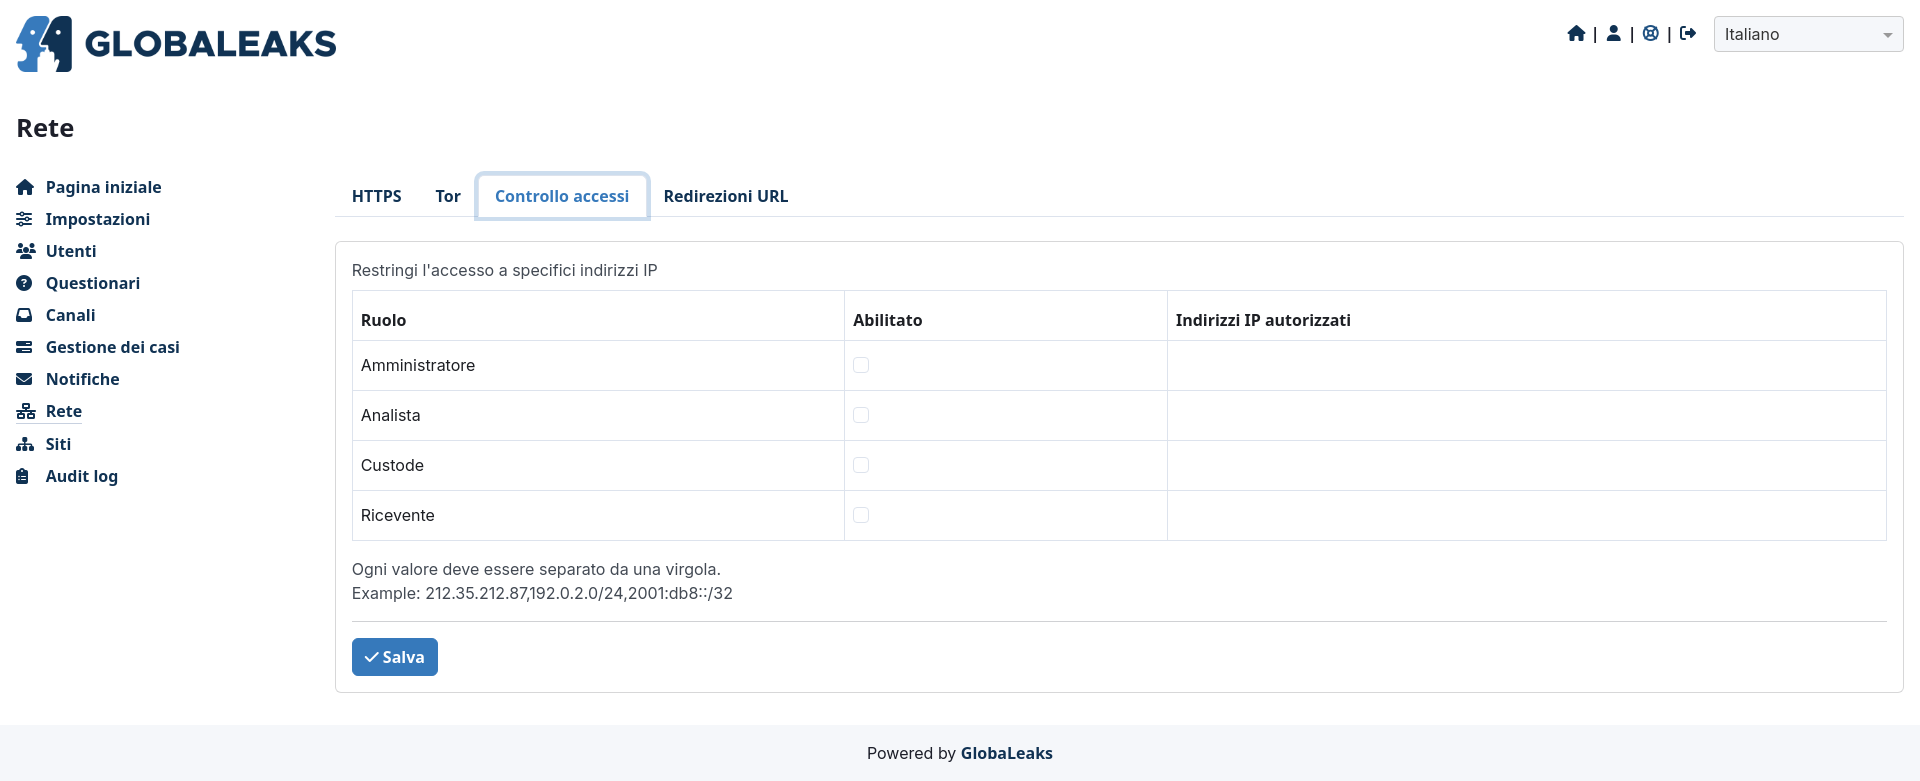 GLOBALEAKS
| | | Italiano
Rete
Pagina iniziale
Impostazioni
Utenti
Questionari
Canali
Gestione dei casi
Notifiche
Rete
Siti
Audit log
HTTPS Tor Controllo accessi Redirezioni URL
Restringi l'accesso a specifici indirizzi IP
Ruolo Abilitato Indirizzi IP autorizzati
Amministratore
Analista
Custode
Ricevente
Ogni valore deve essere separato da una virgola.
Example: 212.35.212.87,192.0.2.0/24,2001:db8::/32
Salva
Powered by GlobaLeaks